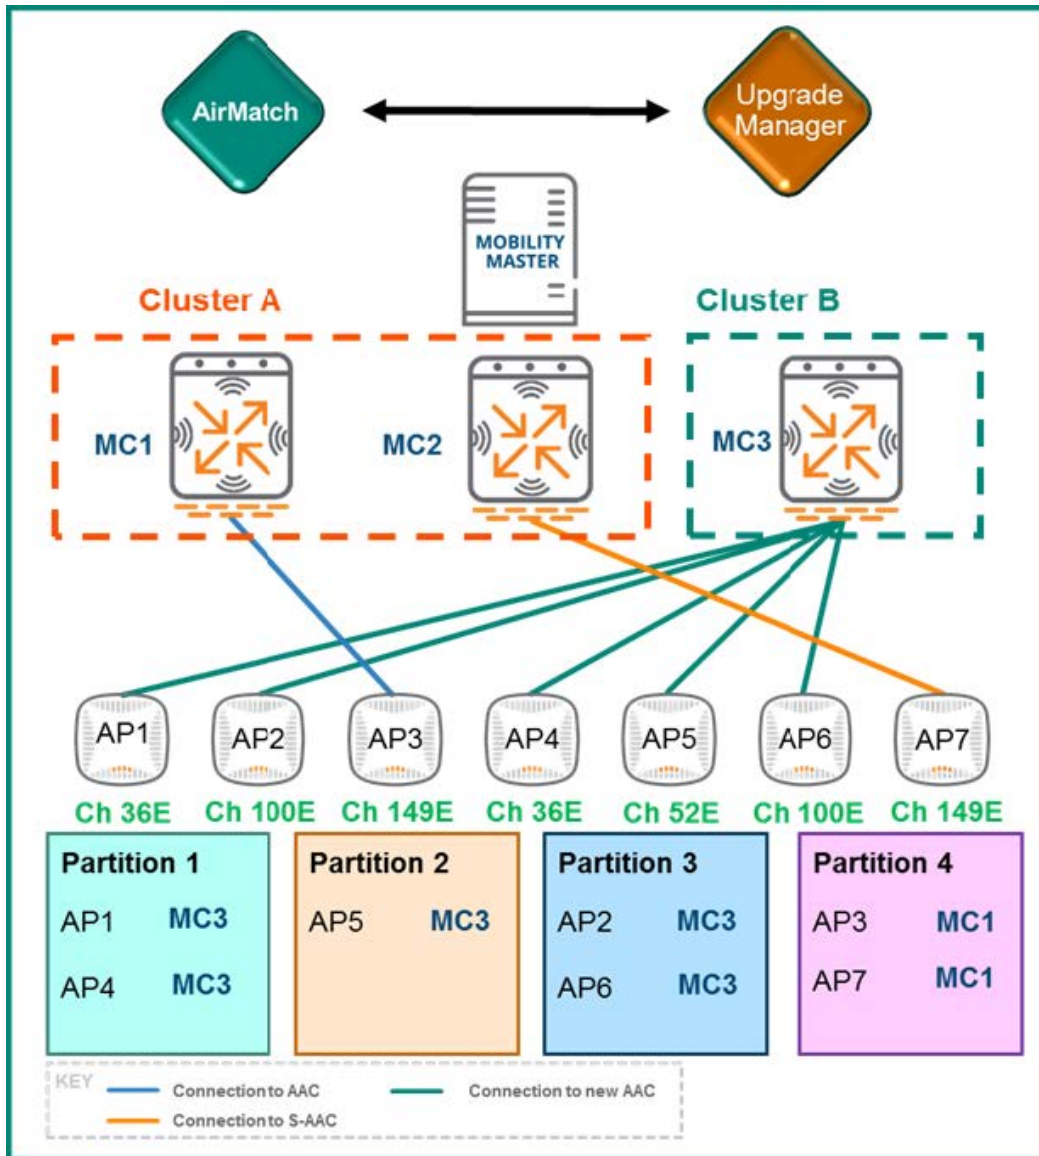 AirMatch
Upgrade
Manager
MOBILITY
MASTER
Cluster A
Cluster B
MC1
MC2
MC3
AP1
AP2
AP3
AP4
AP5
AP6
AP7
Ch 36E
Ch 100E
Ch 149E
Ch 36E
Ch 52E
Ch 100E
Ch 149E
Partition 1
AP1 MC3
AP4 MC3
Partition 2
AP5 MC3
Partition 3
AP2 MC3
AP6 MC3
Partition 4
AP3 MC1
AP7 MC1
KEY
Connection to AAC
Connection to new AAC
Connection to S-AAC